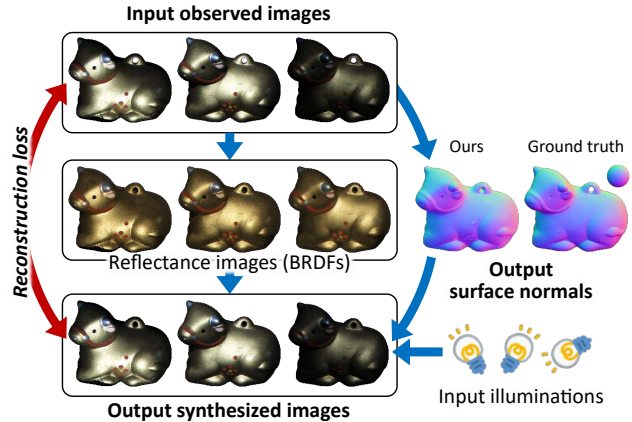 Input observed images
Reconstruction loss
Ours
Ground truth
Reflectance images (BRDFs)
Output
surface normals
Input illuminations
Output synthesized images